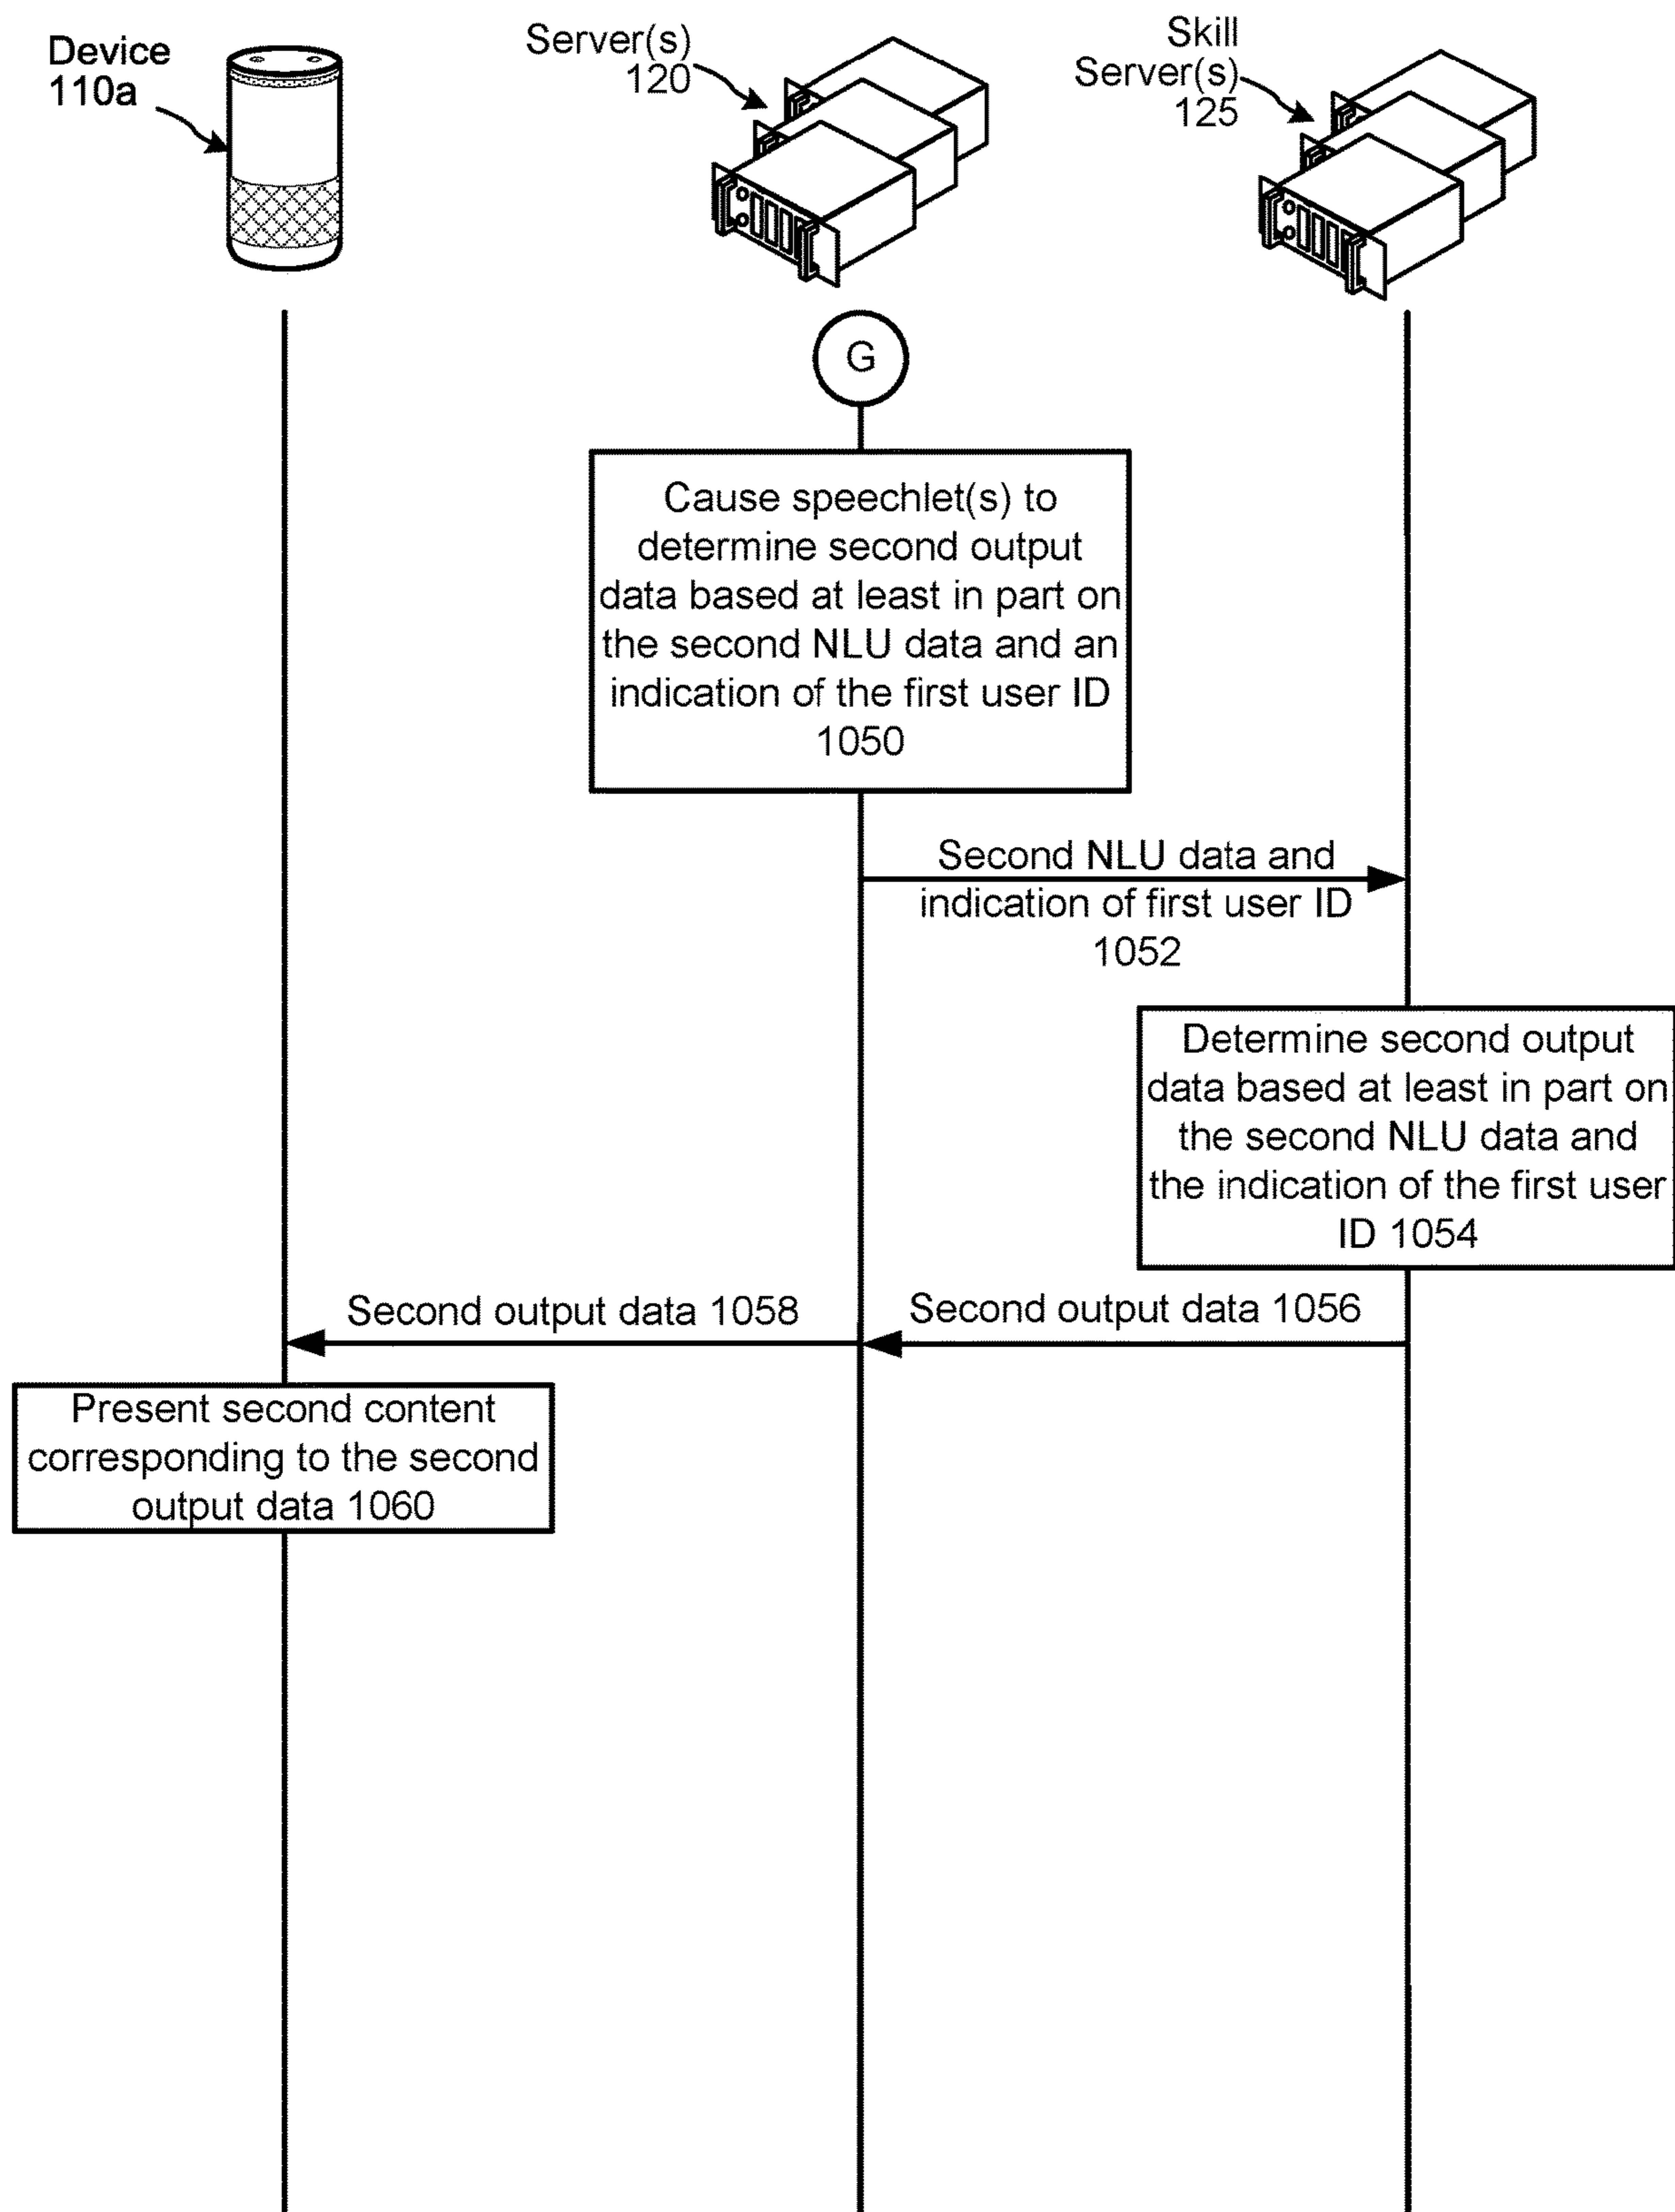 Device
110a
Server(s)
120
Skill
Server(s)
125
G
Cause speechlet(s) to
determine second output
data based at least in part on
the second NLU data and an
indication of the first user ID
1050
Second NLU data and
indication of first user ID
1052
Determine second output
data based at least in part on
the second NLU data and
the indication of the first user
ID 1054
Second output data 1058
Second output data 1056
Present second content
corresponding to the second
output data 1060